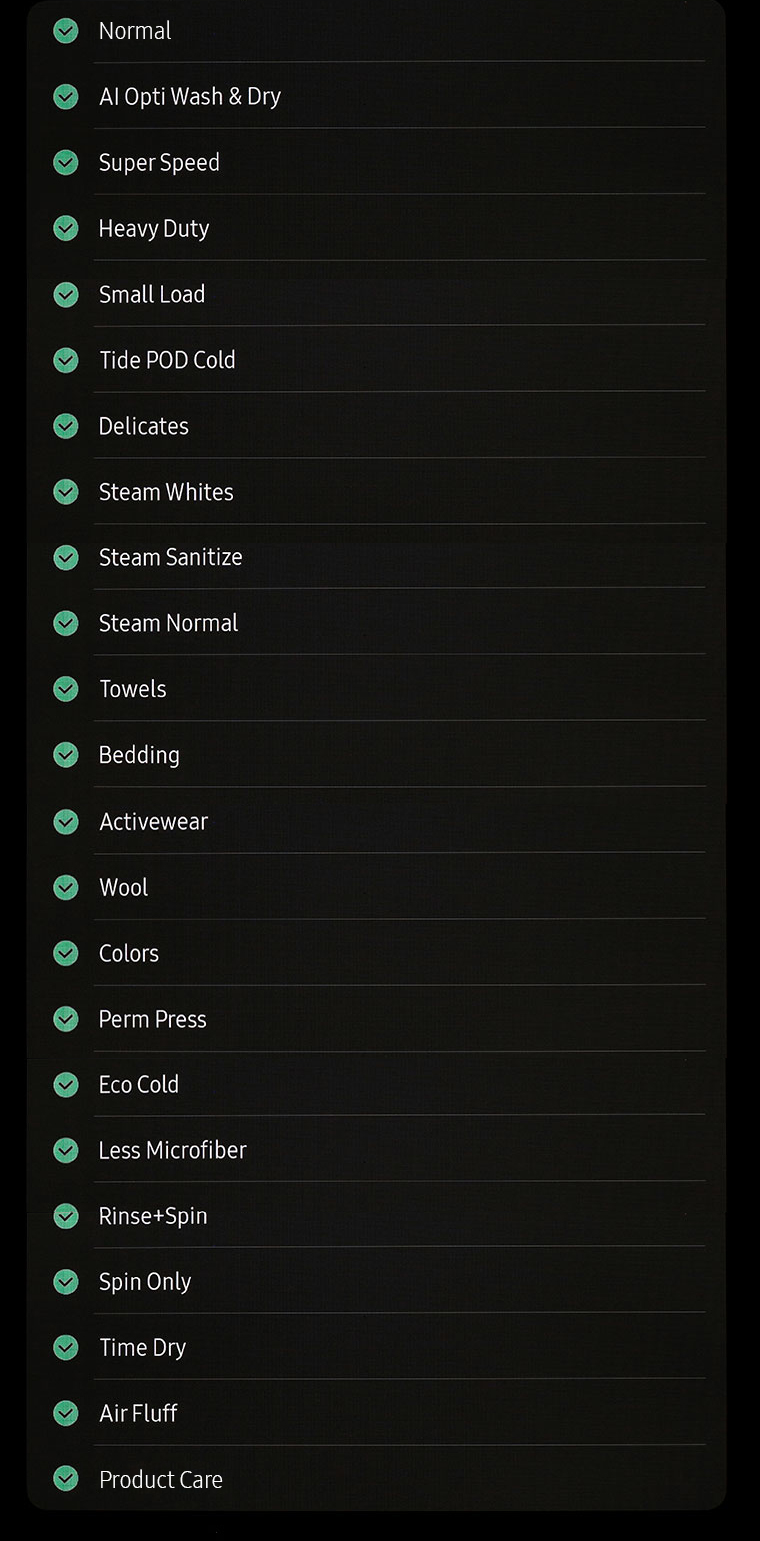 Normal
AI Opti Wash & Dry
Super Speed
Heavy Duty
Small Load
Tide POD Cold
Delicates
Steam Whites
Steam Sanitize
Steam Normal
Towels
Bedding
Activewear
Wool
Colors
Perm Press
Eco Cold
Less Microfiber
Rinse+Spin
Spin Only
Time Dry
Air Fluff
Product Care